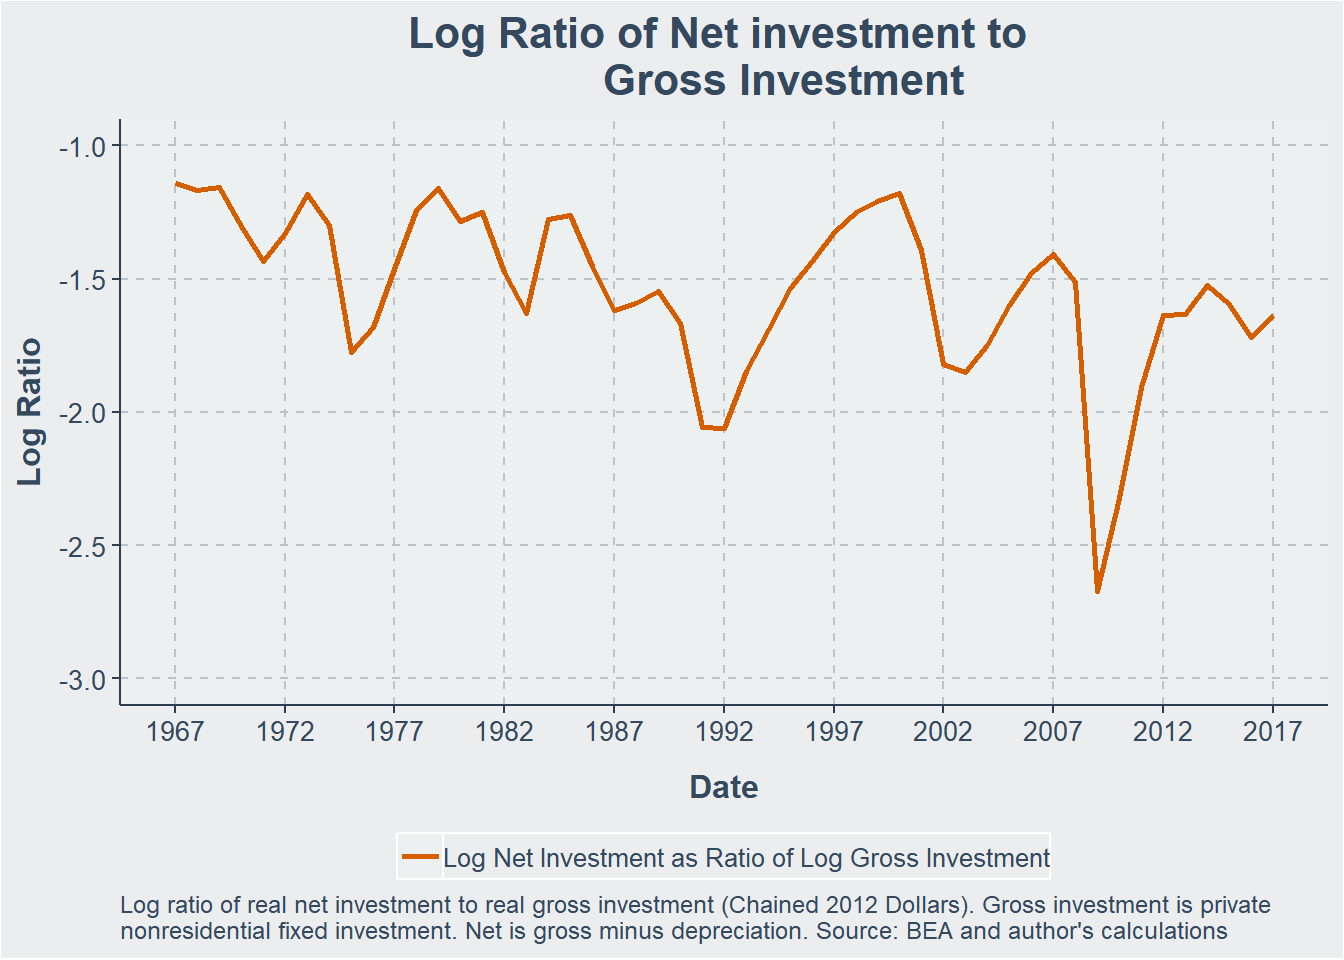 Log Ratio of Net investment to
Gross Investment
Log Ratio
-1.0
-1.5
-2.0
-2.5
-3.0
1967 1972 1977 1982 1987 1992 1997 2002 2007 2012 2017
Date
Log Net Investment as Ratio of Log Gross Investment
Log ratio of real net investment to real gross investment (Chained 2012 Dollars). Gross investment is private
nonresidential fixed investment. Net is gross minus depreciation. Source: BEA and author's calculations